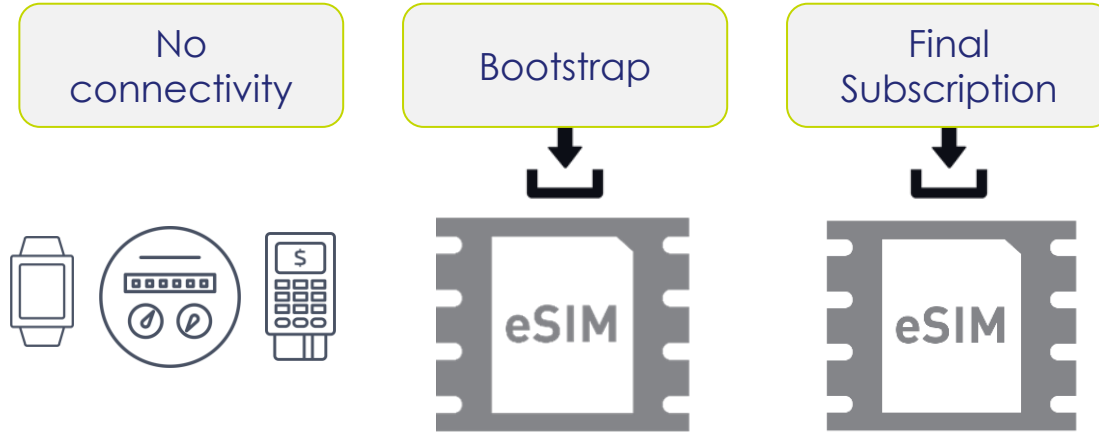 No
connectivity
Bootstrap
Final
Subscription
$
eSIM
eSIM